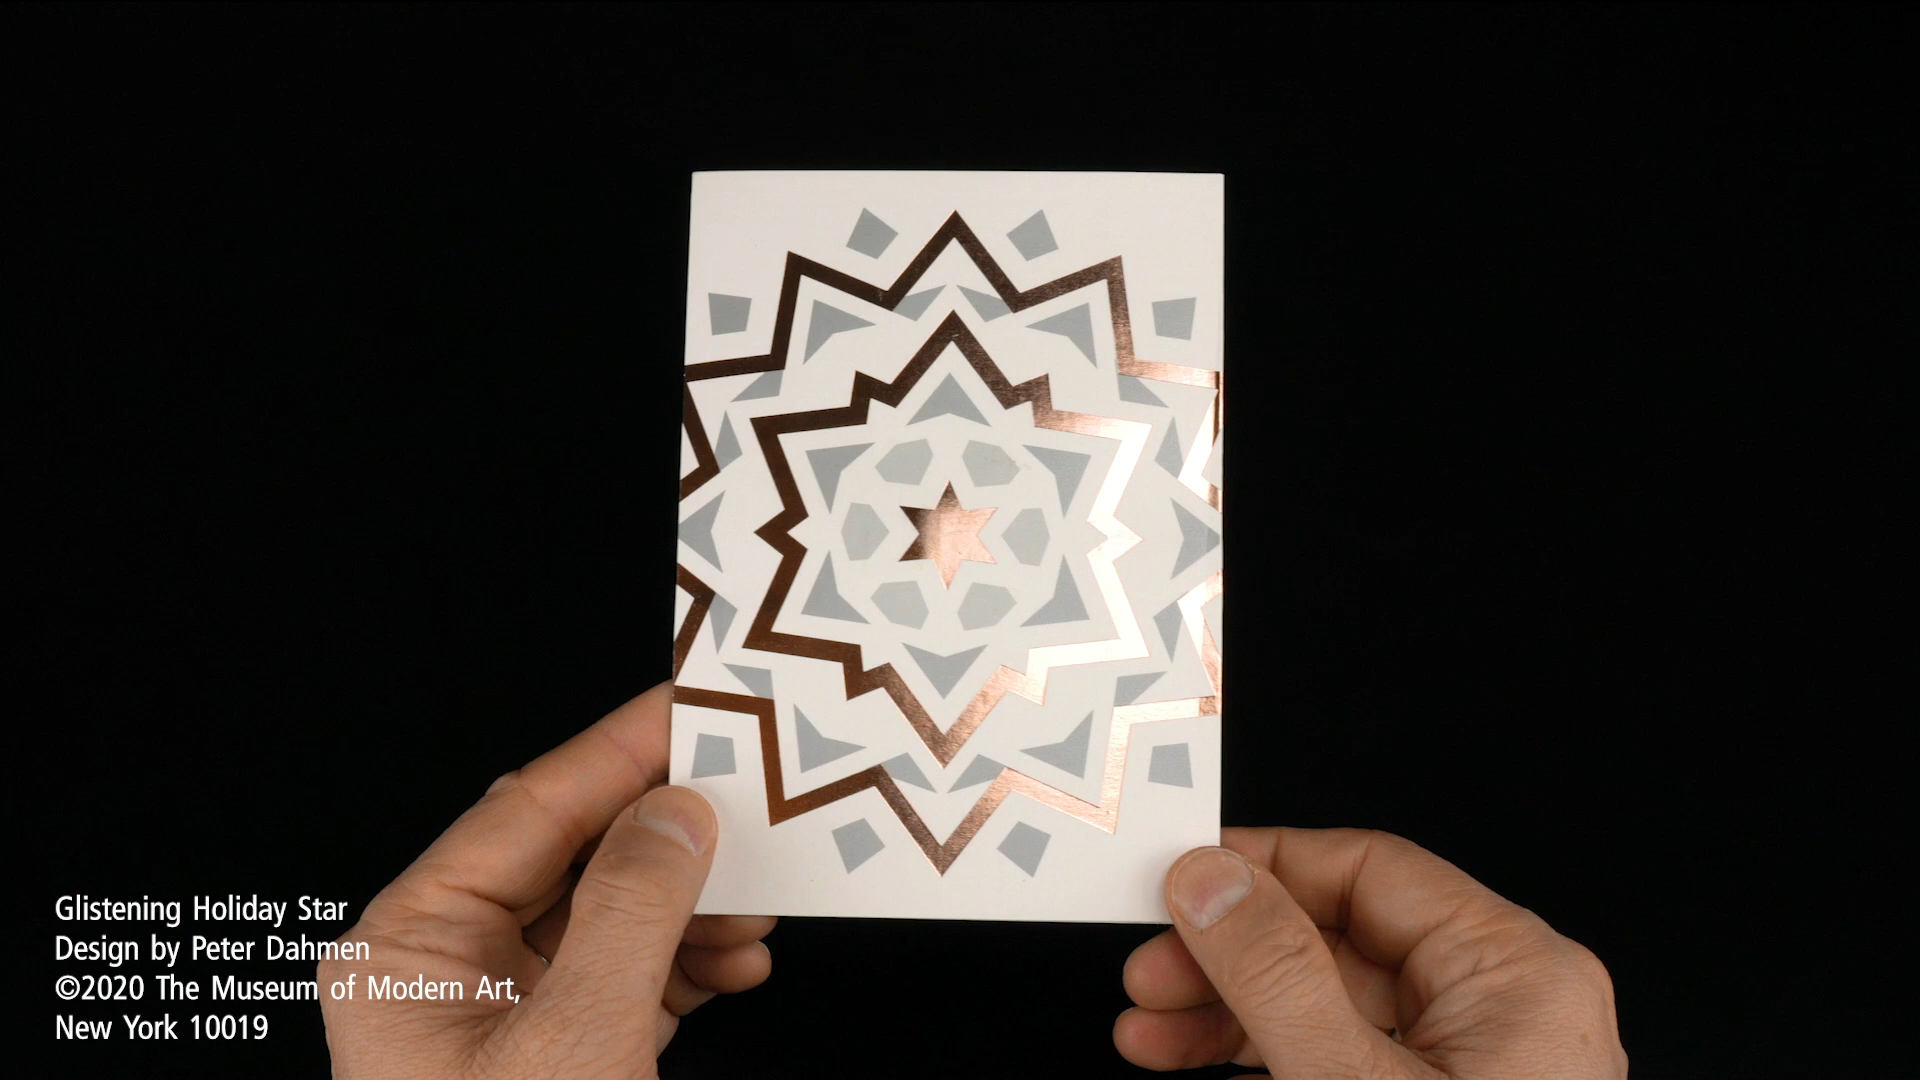 Glistening Holiday Star
Design by Peter Dahmen
©2020 The Museum of Modern Art,
New York 10019